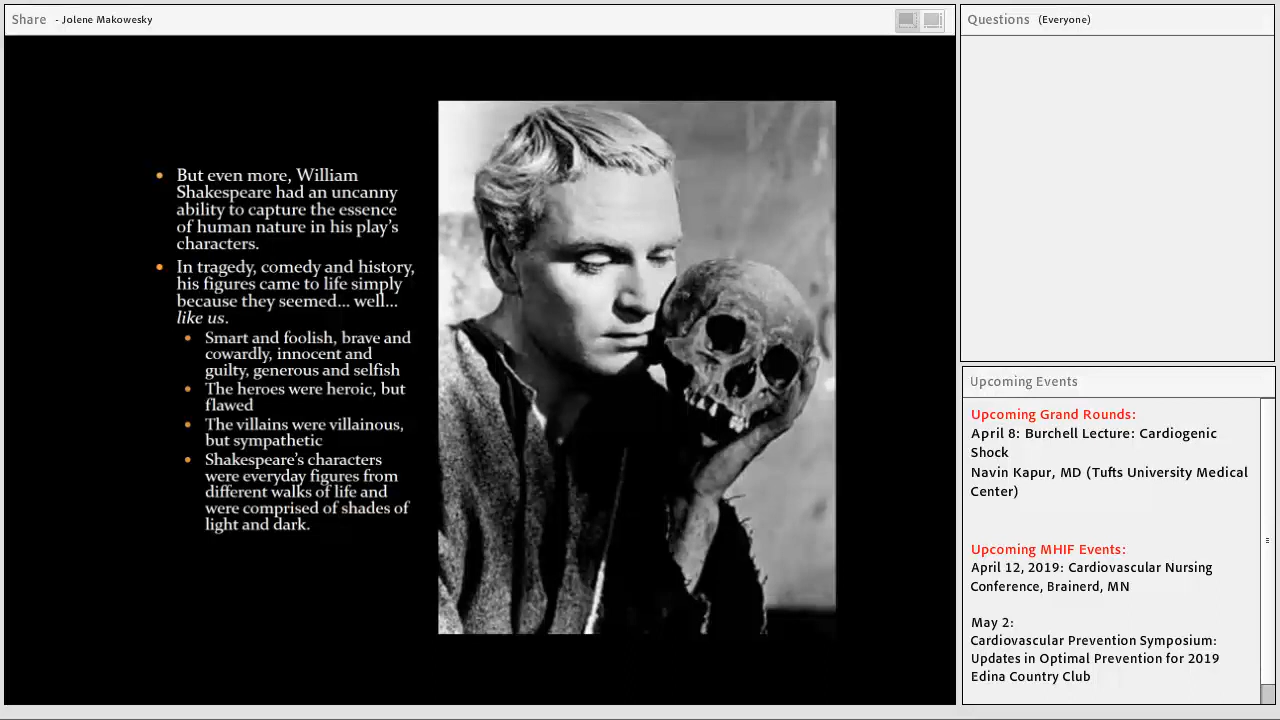 Share - Jolene Makowesky
• But even more, William
Shakespeare had an uncanny
ability to capture the essence
of human nature in his play's
characters.
• In tragedy, comedy and history,
his figures came to life simply
because they seemed... well...
like us.
• Smart and foolish, brave and
cowardly, innocent and
guilty, generous and selfish
• The heroes were heroic, but
flawed
• The villains were villainous,
but sympathetic
• Shakespeare's characters
were everyday figures from
different walks of life and
were comprised of shades of
light and dark.
Questions (Everyone)
Upcoming Events
Upcoming Grand Rounds:
April 8: Burchell Lecture: Cardiogenic
Shock
Navin Kapur, MD (Tufts University Medical
Center)
Upcoming MHIF Events:
April 12, 2019: Cardiovascular Nursing
Conference, Brainerd, MN
May 2:
Cardiovascular Prevention Symposium:
Updates in Optimal Prevention for 2019
Edina Country Club